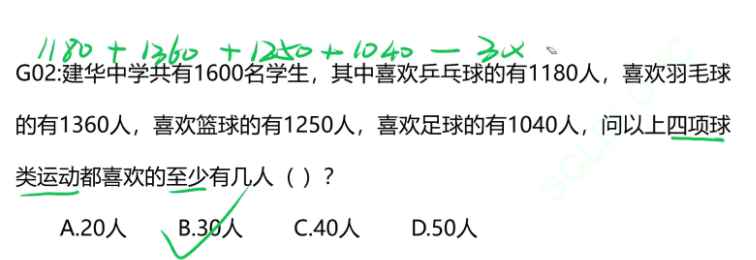 1180 + 1360 + 1250 + 1040 - 3x
G02:建华中学共有1600名学生，其中喜欢乒乓球的有1180人，喜欢羽毛球
的有1360人，喜欢篮球的有1250人，喜欢足球的有1040人，问以上四项球
类运动都喜欢的至少有几人（ ）？
A.20人 B.30人 C.40人 D.50人